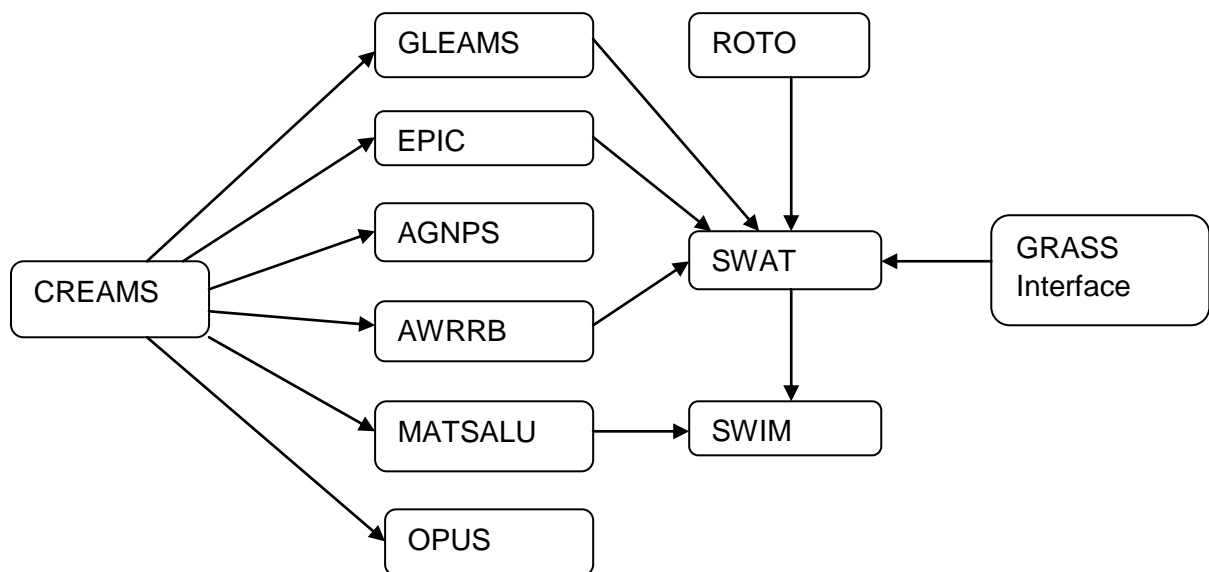 GLEAMS
ROTO
EPIC
AGNPS
SWAT
GRASS
Interface
CREAMS
AWRRB
MATSALU
SWIM
OPUS